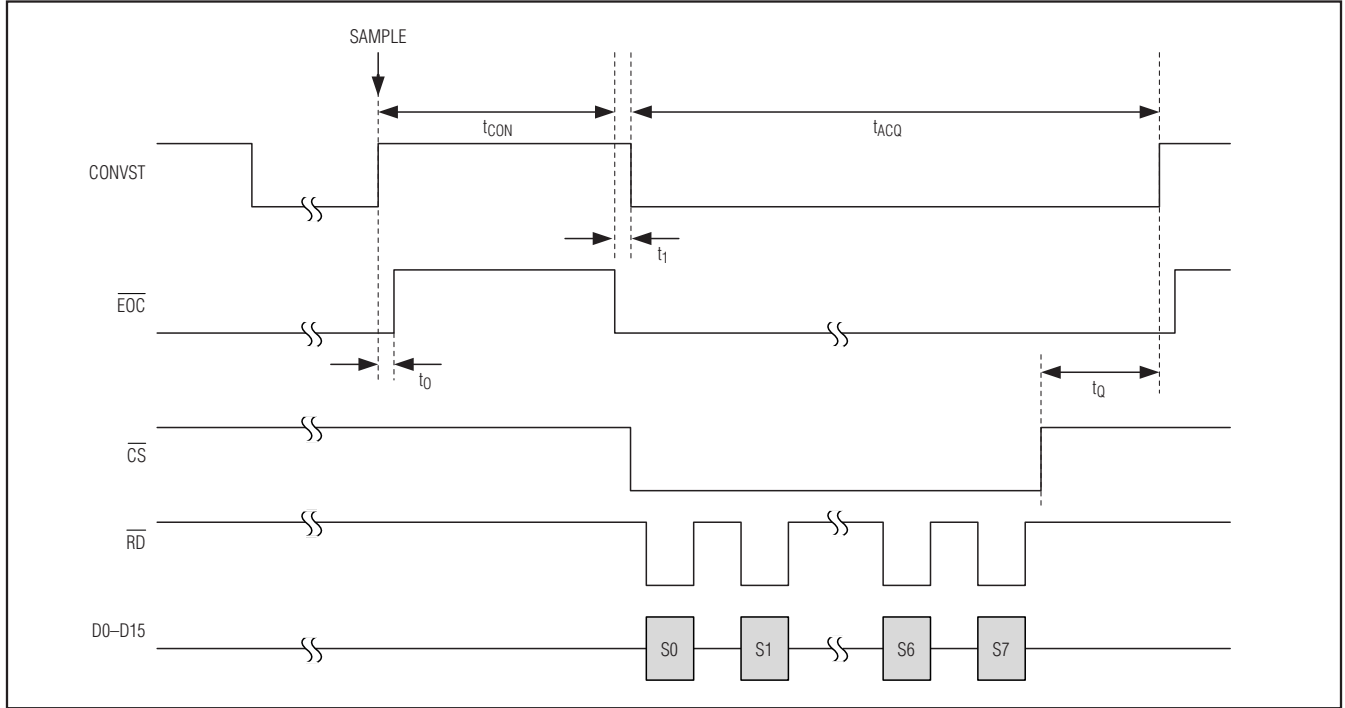 SAMPLE
tCON
tACQ
CONVST
t1
EOC
t0
tQ
CS
RD
D0–D15
S0
S1
S6
S7